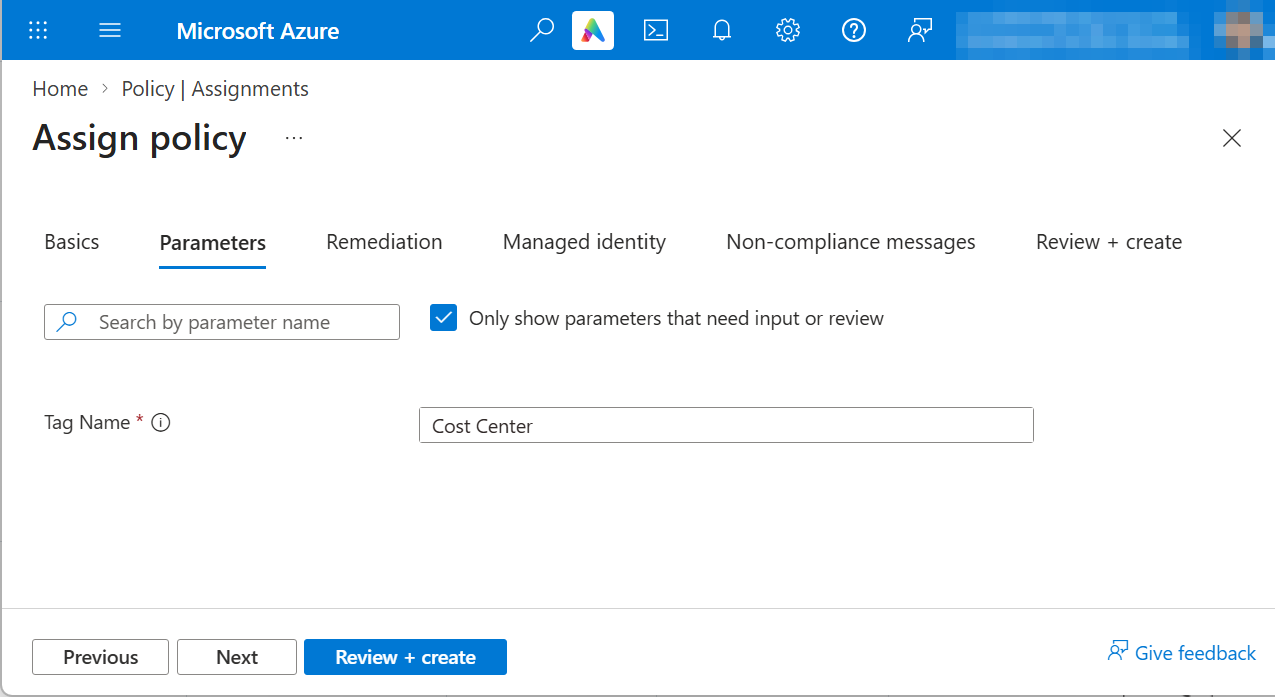 Microsoft Azure
Home > Policy | Assignments
Assign policy ...
Basics Parameters Remediation Managed identity Non-compliance messages Review + create
Search by parameter name Only show parameters that need input or review
Tag Name * Cost Center
Previous Next Review + create Give feedback